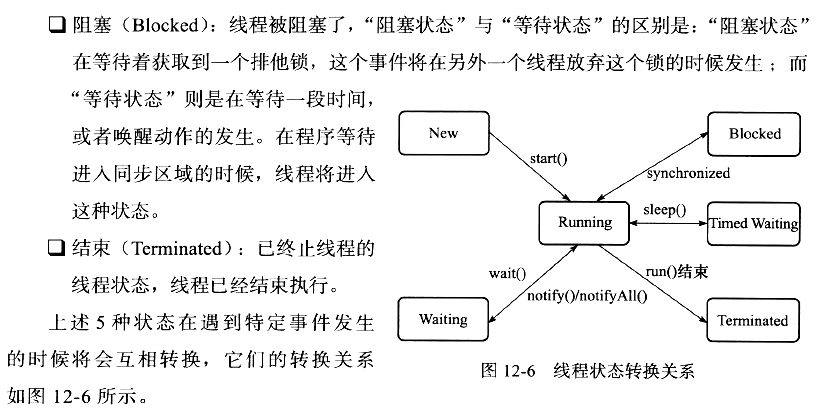 ❑ 阻塞（Blocked）：线程被阻塞了，“阻塞状态”与“等待状态”的区别是：“阻塞状态”
在等待着获取到一个排他锁，这个事件将在另外一个线程放弃这个锁的时候发生；而
“等待状态”则是在等待一段时间，
或者唤醒动作的发生。在程序等待
进入同步区域的时候，线程将进入
这种状态。
❑ 结束（Terminated）：已终止线程的
线程状态，线程已经结束执行。
上述 5 种状态在遇到特定事件发生
的时候将会互相转换，它们的转换关系
如图 12-6 所示。
New
Blocked
start()
synchronized
Running
sleep()
Timed Waiting
wait()
run()结束
notify()/notifyAll()
Waiting
Terminated
图 12-6 线程状态转换关系